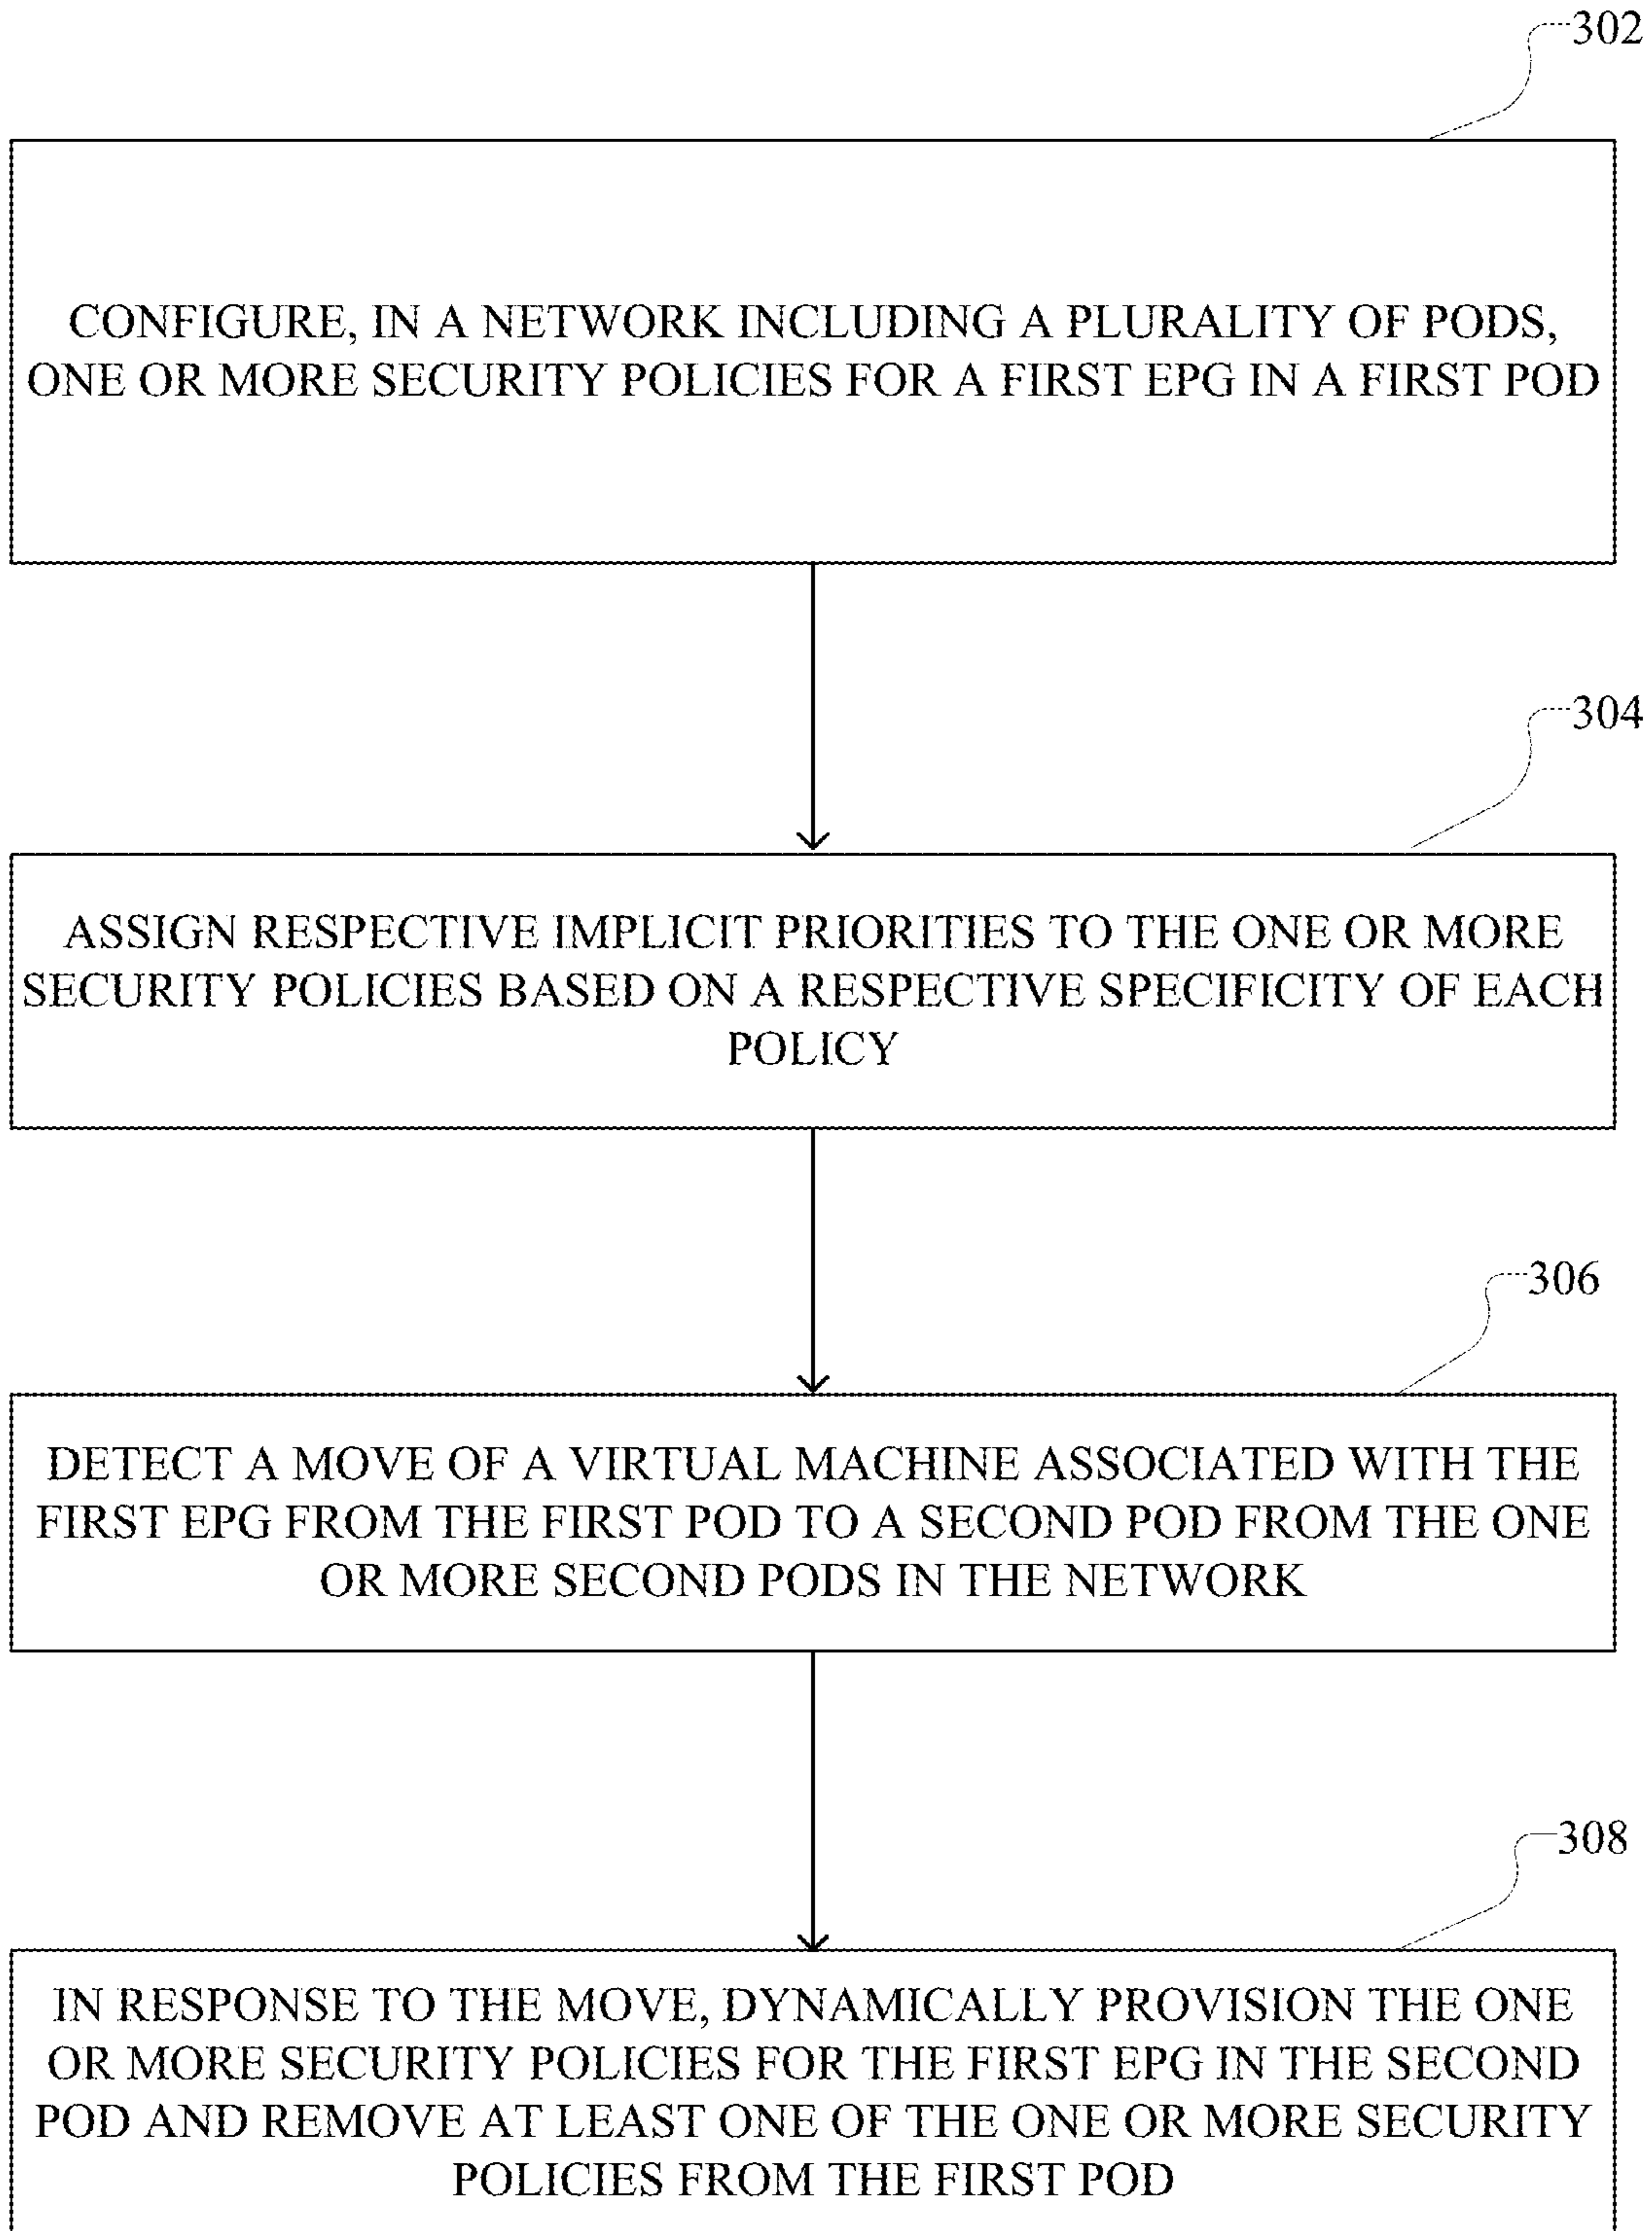 302
CONFIGURE, IN A NETWORK INCLUDING A PLURALITY OF PODS,
ONE OR MORE SECURITY POLICIES FOR A FIRST EPG IN A FIRST POD
304
ASSIGN RESPECTIVE IMPLICIT PRIORITIES TO THE ONE OR MORE
SECURITY POLICIES BASED ON A RESPECTIVE SPECIFICITY OF EACH
POLICY
306
DETECT A MOVE OF A VIRTUAL MACHINE ASSOCIATED WITH THE
FIRST EPG FROM THE FIRST POD TO A SECOND POD FROM THE ONE
OR MORE SECOND PODS IN THE NETWORK
308
IN RESPONSE TO THE MOVE, DYNAMICALLY PROVISION THE ONE
OR MORE SECURITY POLICIES FOR THE FIRST EPG IN THE SECOND
POD AND REMOVE AT LEAST ONE OF THE ONE OR MORE SECURITY
POLICIES FROM THE FIRST POD